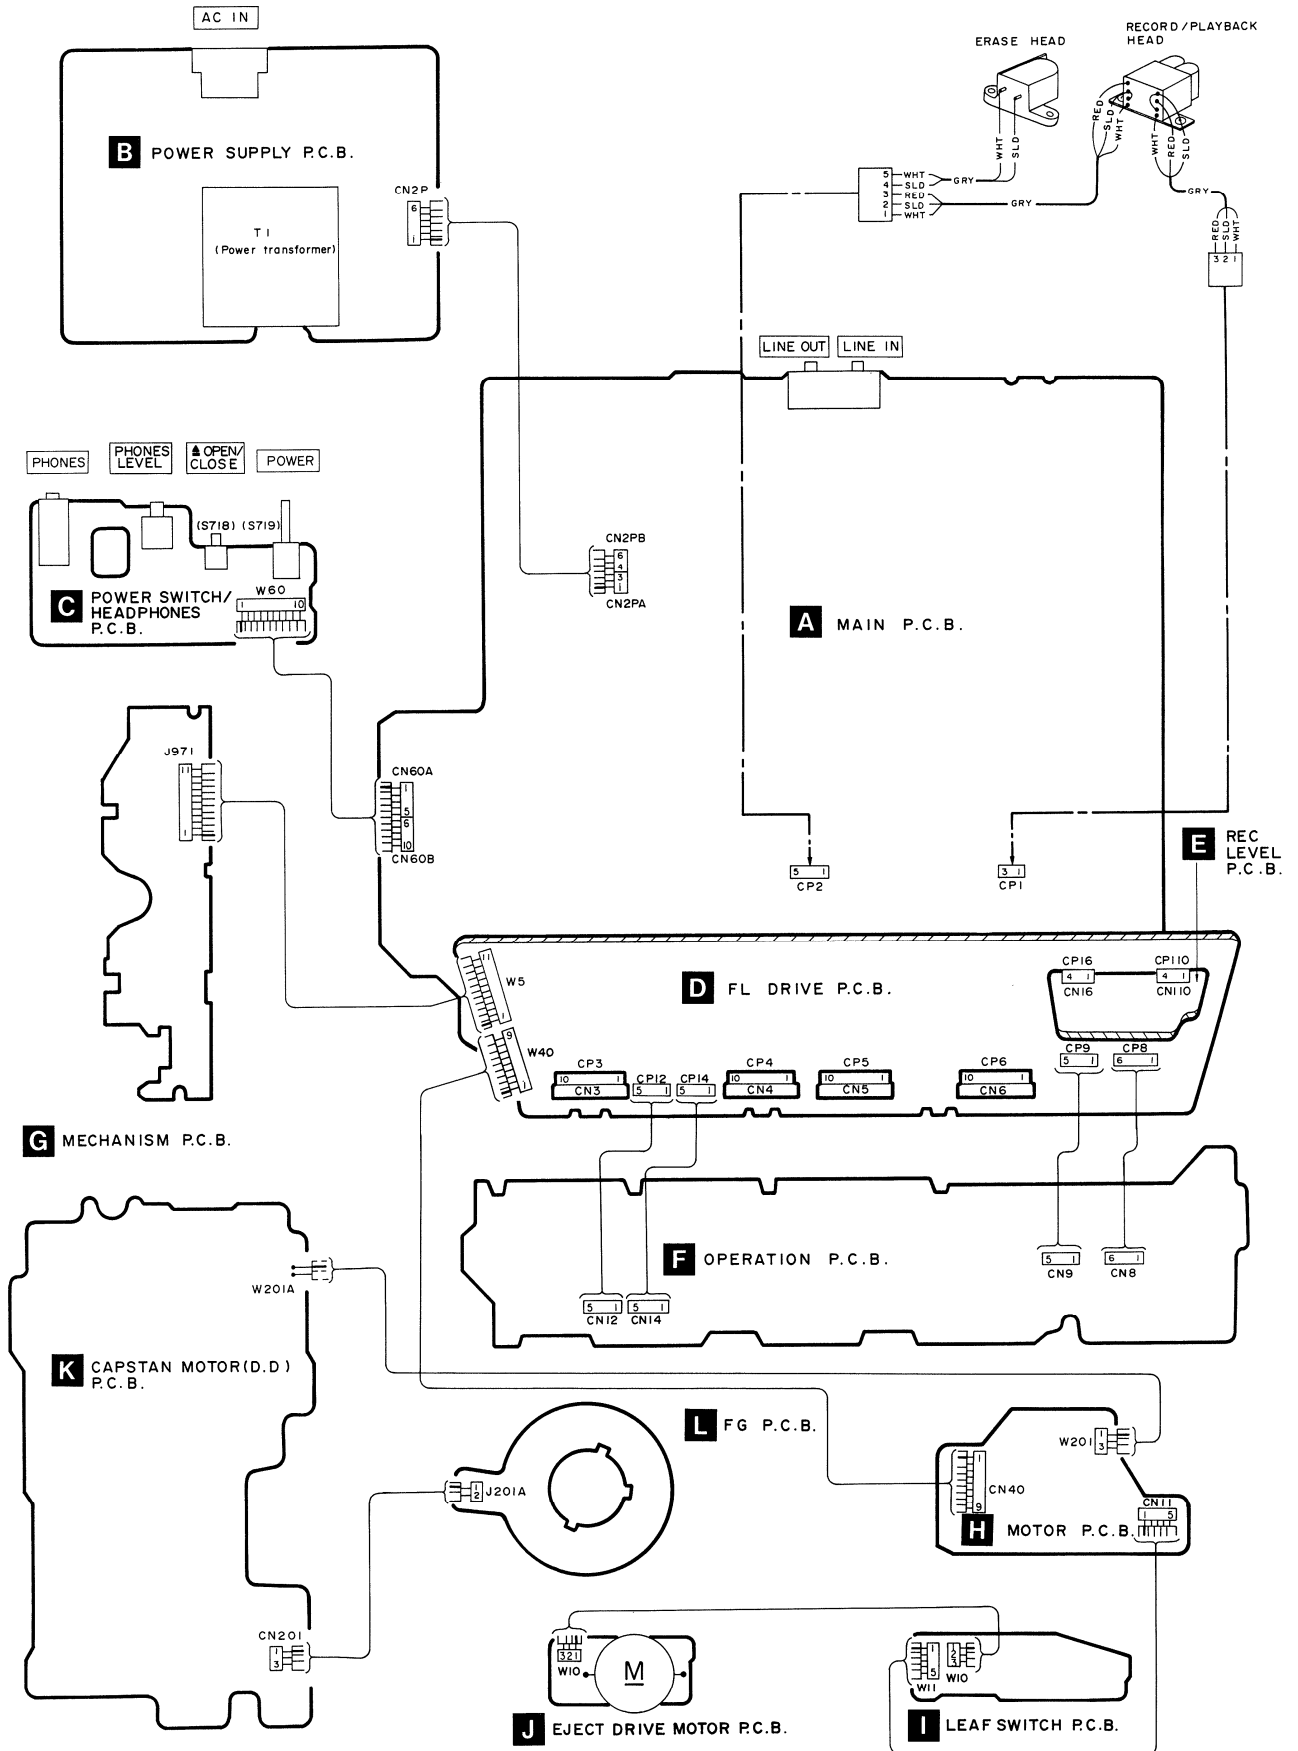 AC IN
ERASE HEAD
RECORD/PLAYBACK
HEAD
RED
SLD
WHT
WHT
RED
SLD
WHT
SLD
B POWER SUPPLY P.C.B.
CN2P
6
1
T1
(Power transformer)
5 WHT
4 SLD
3 RED
2 SLD
1 WHT
GRY
GRY
GRY
RED
SLD
WHT
3 2 1
LINE OUT
LINE IN
PHONES
PHONES
LEVEL
▲OPEN/
CLOSE
POWER
(S718) (S719)
C POWER SWITCH/
HEADPHONES
P.C.B.
W60
1 10
CN2PB
6
4
3
1
CN2PA
A MAIN P.C.B.
J971
11
1
CN60A
1
5
6
10
CN60B
5 1
CP2
3 1
CP1
E REC
LEVEL
P.C.B.
11
W5
1
9
W40
1
D FL DRIVE P.C.B.
CP16
4 1
CN16
CP110
4 1
CN110
CP3
10 1
CN3
CP12
5 1
CP14
5 1
CP4
10 1
CN4
CP5
10 1
CN5
CP6
10 1
CN6
CP9
5 1
CP8
6 1
G MECHANISM P.C.B.
F OPERATION P.C.B.
5 1
CN9
6 1
CN8
5 1
CN12
5 1
CN14
W201A
K CAPSTAN MOTOR(D.D)
P.C.B.
L FG P.C.B.
1
2
J201A
W201
1
3
1
CN40
9
CN11
1 5
H MOTOR P.C.B.
CN201
1
3
321
W10
M
J EJECT DRIVE MOTOR P.C.B.
1
5
W11
1
2
3
W10
I LEAF SWITCH P.C.B.